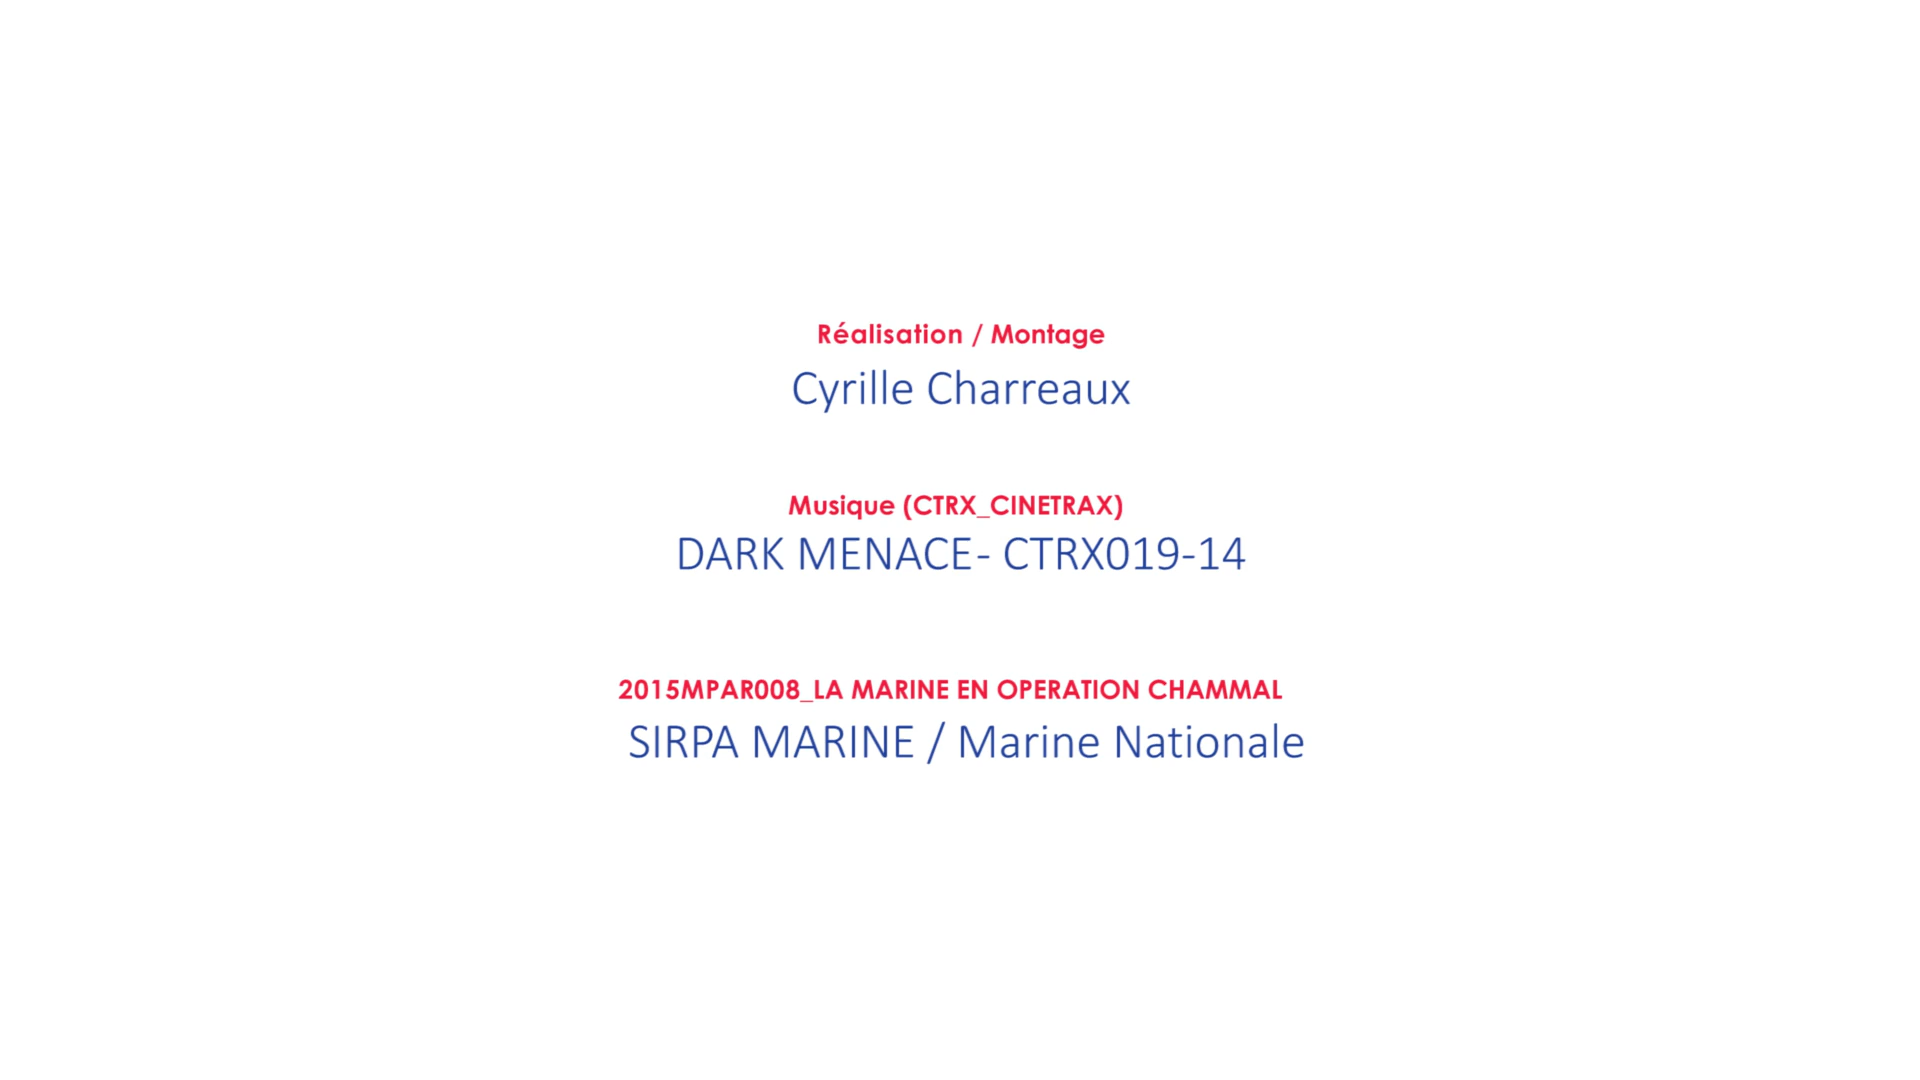 Réalisation / Montage
Cyrille Charreaux
Musique (CTRX_CINETRAX)
DARK MENACE- CTRX019-14
2015MPAR008_LA MARINE EN OPERATION CHAMMAL
SIRPA MARINE / Marine Nationale